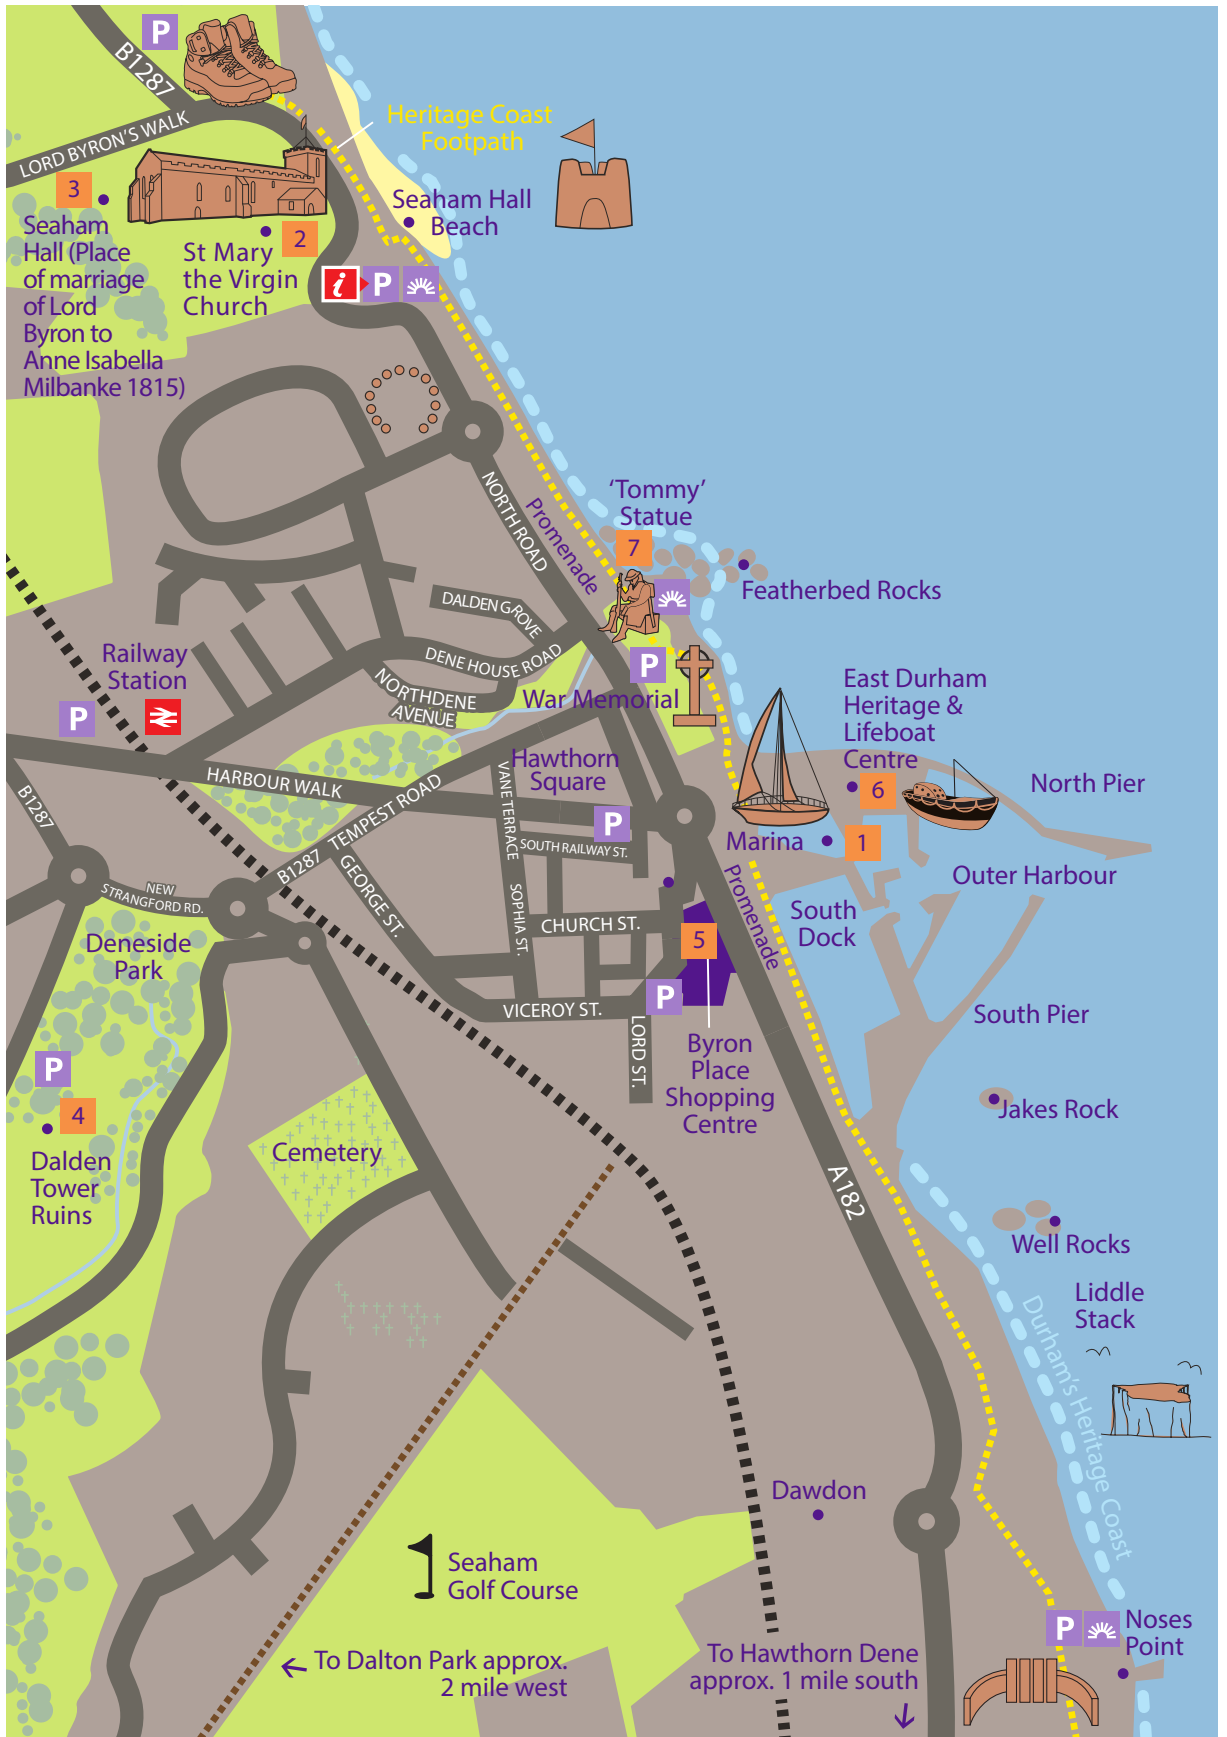 P
B1287
LORD BYRON'S WALK
Heritage Coast
Footpath
3
Seaham
Hall (Place
of marriage
of Lord
Byron to
Anne Isabella
Milbanke 1815)
2
St Mary
the Virgin
Church
Seaham Hall
Beach
i
P
NORTH ROAD
Promenade
'Tommy'
Statue
7
Featherbed Rocks
DALDEN GROVE
DENE HOUSE ROAD
NORTHDENE
AVENUE
P
War Memorial
Railway
Station
P
East Durham
Heritage &
Lifeboat
Centre
6
North Pier
Hawthorn
Square
P
HARBOUR WALK
B1287
B1287 TEMPEST ROAD
VANE TERRACE
SOUTH RAILWAY ST.
Marina
1
Outer Harbour
Promenade
South
Dock
GEORGE ST.
SOPHIA ST.
CHURCH ST.
5
NEW
STRANGFORD RD.
Deneside
Park
P
VICEROY ST.
LORD ST.
South Pier
Byron
Place
Shopping
Centre
P
4
Dalden
Tower
Ruins
Cemetery
Jakes Rock
A182
Well Rocks
Liddle
Stack
Durham's Heritage Coast
Dawdon
Seaham
Golf Course
P
Noses
Point
To Dalton Park approx.
2 mile west
To Hawthorn Dene
approx. 1 mile south